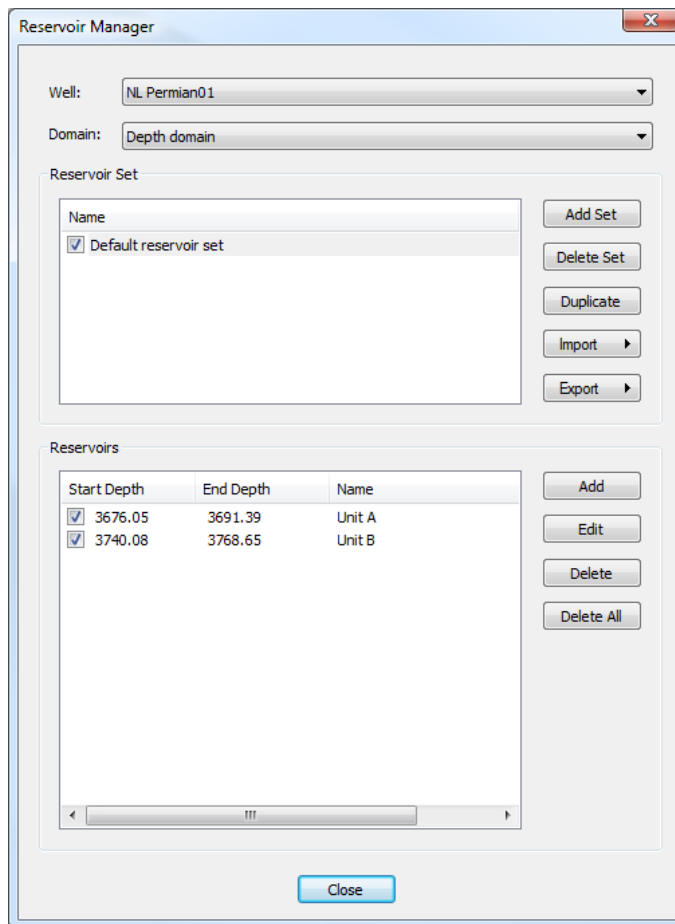 Reservoir Manager
Well: NL Permian01
Domain: Depth domain
Reservoir Set
Name
Default reservoir set
Add Set
Delete Set
Duplicate
Import
Export
Reservoirs
Start Depth End Depth Name
3676.05 3691.39 Unit A
3740.08 3768.65 Unit B
Add
Edit
Delete
Delete All
Close